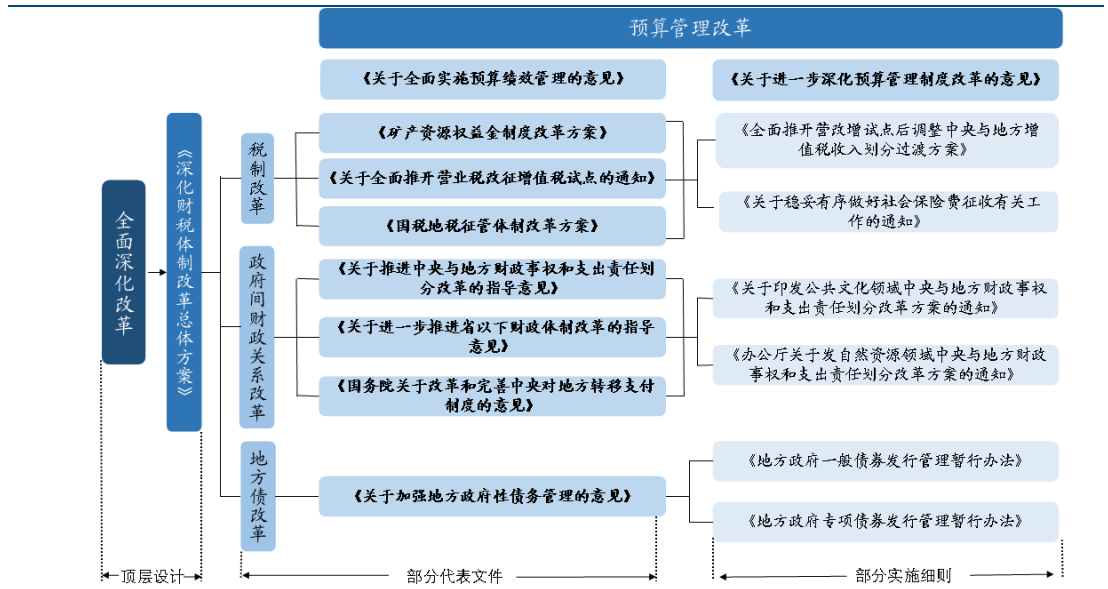 预算管理改革
《关于全面实施预算绩效管理的意见》
《关于进一步深化预算管理制度改革的意见》
全面深化改革
《深化财税体制改革总体方案》
税制改革
《矿产资源权益金制度改革方案》
《关于全面推开营业税改征增值税试点的通知》
《国税地税征管体制改革方案》
《全面推开营改增试点后调整中央与地方增
值税收入划分过渡方案》
《关于稳妥有序做好社会保险费征收有关工
作的通知》
政府间财政关系改革
《关于推进中央与地方财政事权和支出责任划
分改革的指导意见》
《关于进一步推进省以下财政体制改革的指导
意见》
《国务院关于改革和完善中央对地方转移支付
制度的意见》
《关于印发公共文化领域中央与地方财政事权
和支出责任划分改革方案的通知》
《办公厅关于发自然资源领域中央与地方财政
事权和支出责任划分改革方案的通知》
地方债改革
《关于加强地方政府性债务管理的意见》
《地方政府一般债券发行管理暂行办法》
《地方政府专项债券发行管理暂行办法》
顶层设计
部分代表文件
部分实施细则